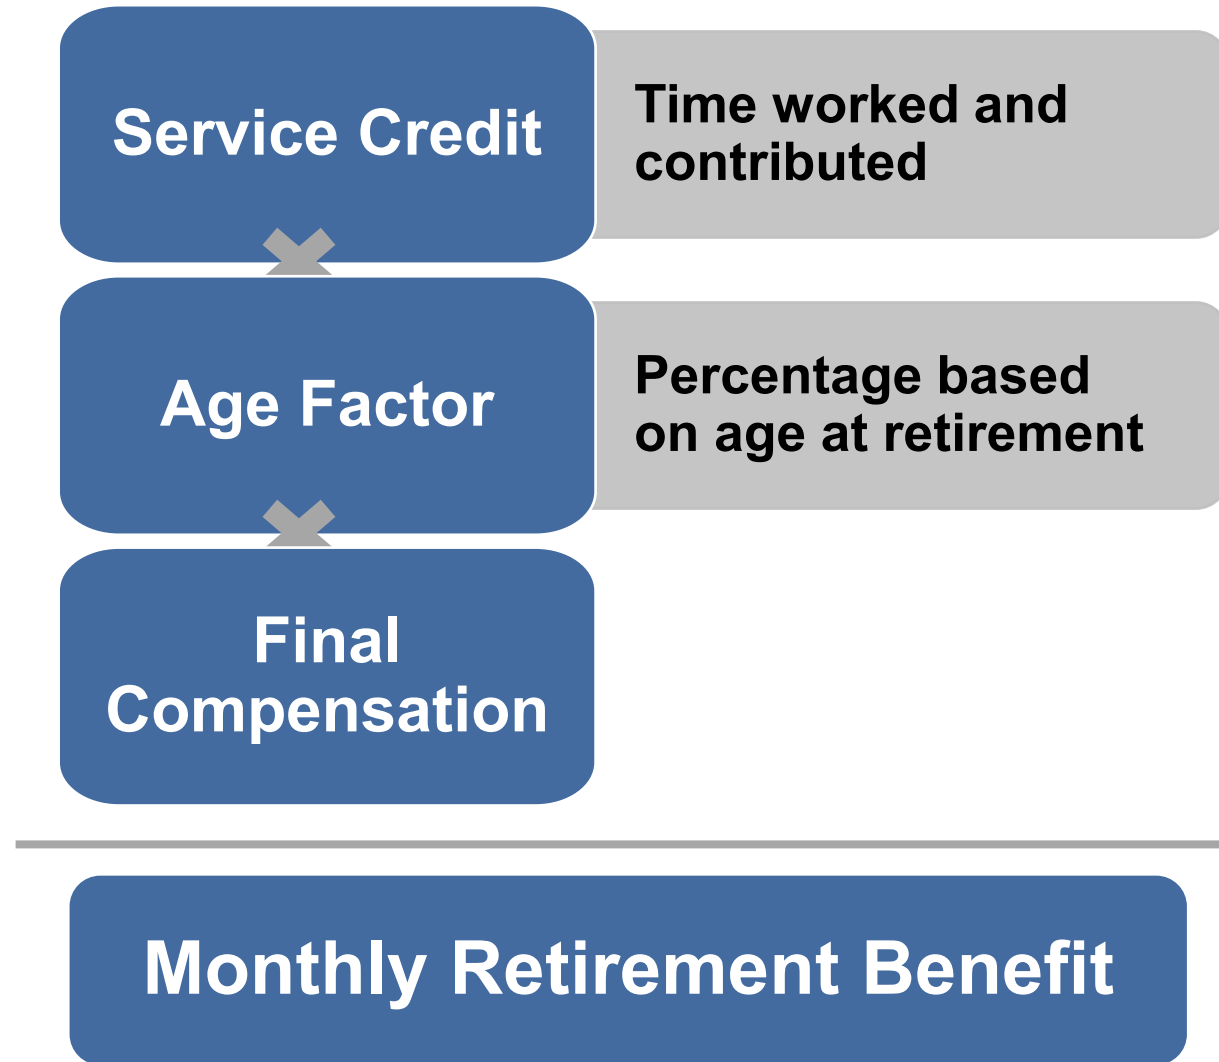 Service Credit
Time worked and
contributed
Age Factor
Percentage based
on age at retirement
Final
Compensation
Monthly Retirement Benefit